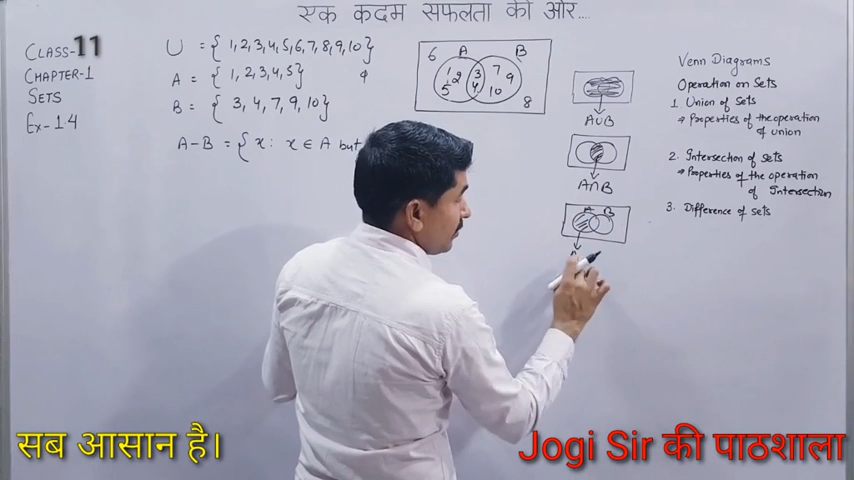 एक कदम सफलता की ओर....
CLASS-11
CHAPTER-1
SETS
Ex-1.4
U = { 1, 2, 3, 4, 5, 6, 7, 8, 9, 10 }
A = { 1, 2, 3, 4, 5 }
B = { 3, 4, 7, 9, 10 }
A-B = { x : x ∈ A but
6 A B
1 2 3 7 9
5 4 10
8
A∪B
A∩B
A B
Venn Diagrams
Operation on Sets
1. Union of Sets
→ Properties of the operation
of union
2. Intersection of Sets
→ Properties of the operation
of Intersection
3. Difference of sets
सब आसान है।
Jogi Sir की पाठशाला